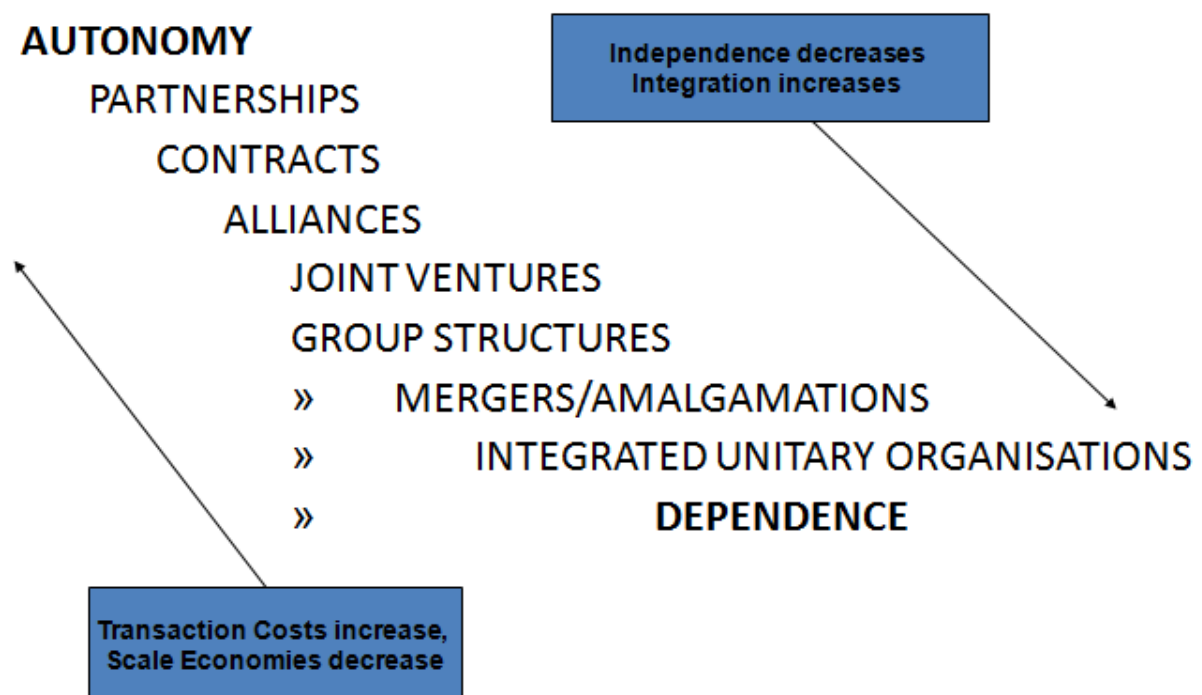 AUTONOMY
Independence decreases
Integration increases
PARTNERSHIPS
CONTRACTS
ALLIANCES
JOINT VENTURES
GROUP STRUCTURES
» MERGERS/AMALGAMATIONS
» INTEGRATED UNITARY ORGANISATIONS
» DEPENDENCE
Transaction Costs increase,
Scale Economies decrease